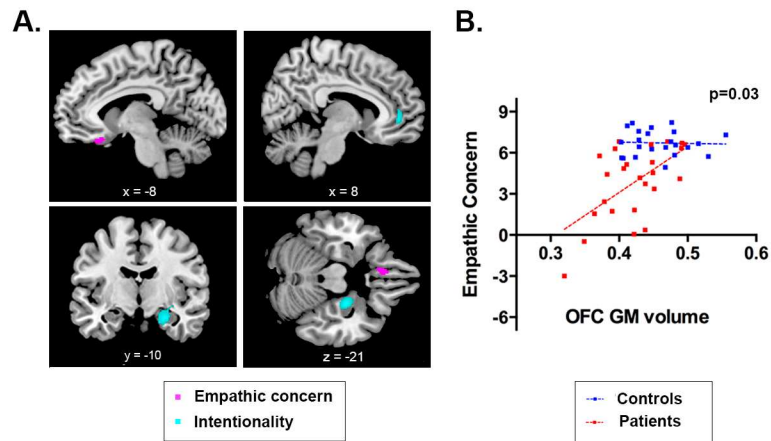 A.
x = -8
x = 8
y = -10
z = -21
Empathic concern
Intentionality
B.
p=0.03
Empathic Concern
9
6
3
0
-3
-6
0.3 0.4 0.5 0.6
OFC GM volume
Controls
Patients